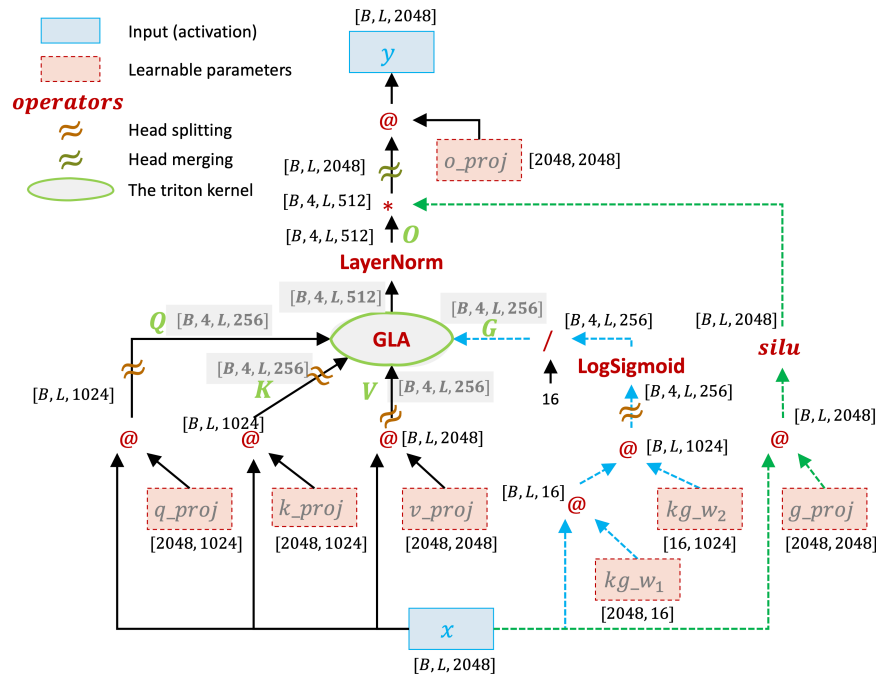 [B, L, 2048]
Input (activation)
y
Learnable parameters
operators
@
Head splitting
Head merging
[B, L, 2048]
o_proj
[2048, 2048]
The triton kernel
[B, 4, L, 512]
*
[B, 4, L, 512]
O
LayerNorm
[B, 4, L, 512]
Q
[B, 4, L, 256]
[B, 4, L, 256]
G
[B, 4, L, 256]
[B, L, 2048]
GLA
/
silu
[B, 4, L, 256]
LogSigmoid
K
V
[B, 4, L, 256]
16
[B, L, 1024]
[B, 4, L, 256]
[B, L, 1024]
[B, L, 2048]
@
@
@
[B, L, 2048]
@
[B, L, 1024]
@
[B, L, 16]
@
q_proj
k_proj
v_proj
kg_w₂
g_proj
[2048, 1024]
[2048, 1024]
[2048, 2048]
[16, 1024]
[2048, 2048]
kg_w₁
[2048, 16]
x
[B, L, 2048]